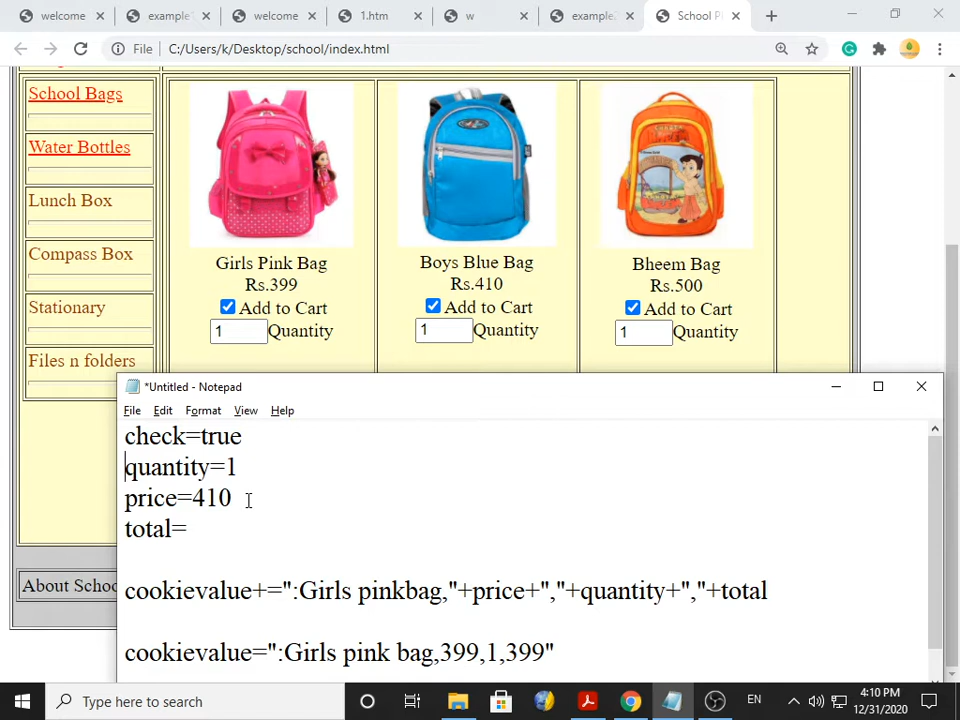 welcome
example
welcome
1.htm
w
example.
School P
File
C:/Users/k/Desktop/school/index.html
School Bags
Water Bottles
Lunch Box
Compass Box
Stationary
Files n folders
About Schoo
Girls Pink Bag
Rs.399
Add to Cart
1
Quantity
Boys Blue Bag
Rs.410
Add to Cart
1
Quantity
Bheem Bag
Rs.500
Add to Cart
1
Quantity
*Untitled - Notepad
File Edit Format View Help
check=true
quantity=1
price=410
total=
cookievalue+=":Girls pinkbag,"+price+","+quantity+","+total
cookievalue=":Girls pink bag,399,1,399"
Type here to search
EN
4:10 PM
12/31/2020